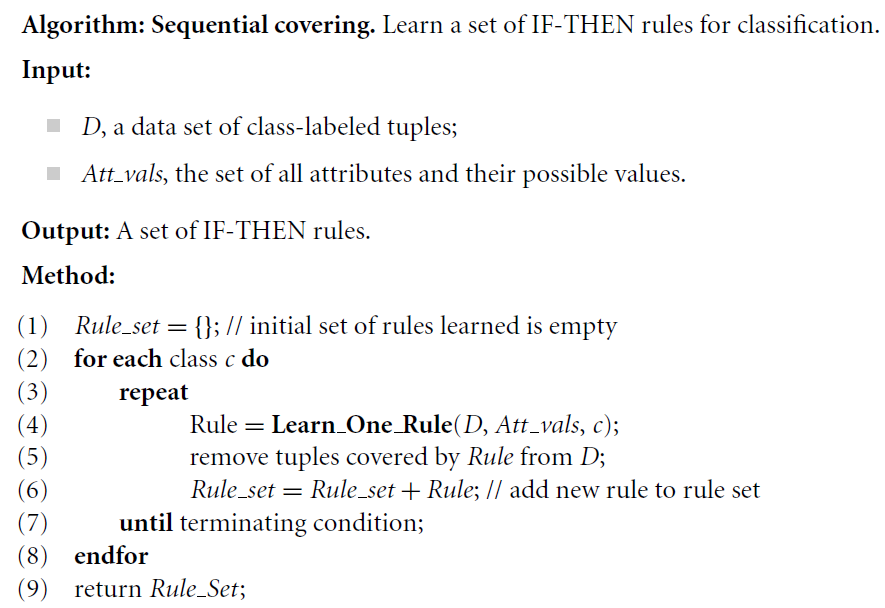 Algorithm: Sequential covering. Learn a set of IF-THEN rules for classification.
Input:
D, a data set of class-labeled tuples;
Att_vals, the set of all attributes and their possible values.
Output: A set of IF-THEN rules.
Method:
(1) Rule_set = {}; // initial set of rules learned is empty
(2) for each class c do
(3) repeat
(4) Rule = Learn_One_Rule(D, Att_vals, c);
(5) remove tuples covered by Rule from D;
(6) Rule_set = Rule_set + Rule; // add new rule to rule set
(7) until terminating condition;
(8) endfor
(9) return Rule_Set;